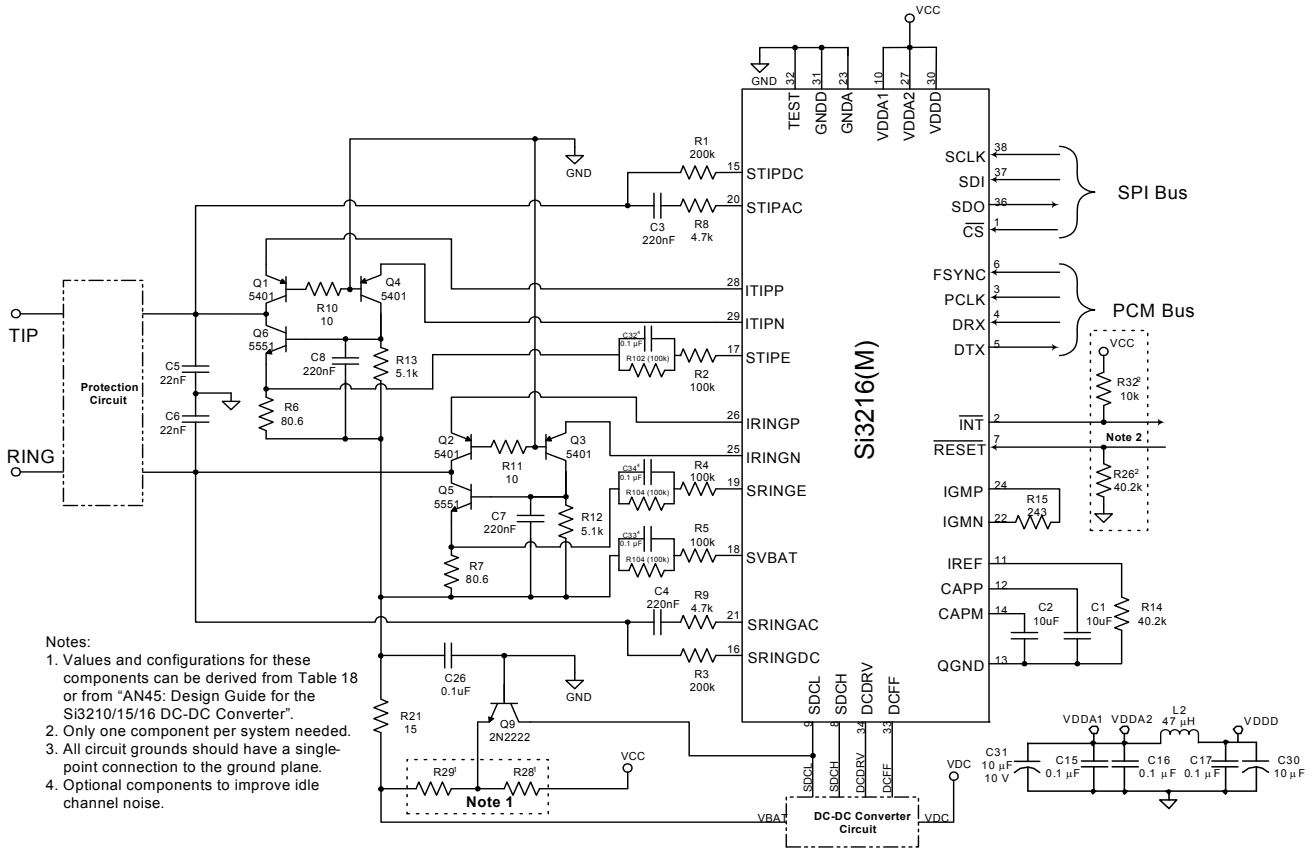 VCC
GND
32
31
23
10
27
30
TEST
GNDD
GNDA
VDDA1
VDDA2
VDDD
R1
200k
15
STIPDC
GND
20
STIPAC
C3
220nF
R8
4.7k
SCLK
38
SDI
37
SDO
36
CS
1
SPI Bus
FSYNC
6
PCLK
3
DRX
4
DTX
5
PCM Bus
Q1
5401
Q4
5401
R10
10
28
ITIPP
29
ITIPN
TIP
Q6
5551
C8
220nF
R13
5.1k
C32⁴
0.1 µF
R102 (100k)
17
STIPE
R2
100k
C5
22nF
Protection
Circuit
C6
22nF
R6
80.6
VCC
R32²
10k
Si3216(M)
INT
2
Note 2
RESET
7
R26²
40.2k
26
IRINGP
RING
Q2
5401
Q3
5401
R11
10
25
IRINGN
C34⁴
0.1 µF
R104 (100k)
R4
100k
19
SRINGE
Q5
5551
C7
220nF
R12
5.1k
IGMP
24
R15
243
IGMN
22
C33⁴
0.1 µF
R104 (100k)
R5
100k
18
SVBAT
R7
80.6
IREF
11
CAPP
12
CAPM
14
C2
10uF
C1
10uF
R14
40.2k
QGND
13
C4
220nF
R9
4.7k
21
SRINGAC
16
SRINGDC
R3
200k
Notes:
1. Values and configurations for these
components can be derived from Table 18
or from “AN45: Design Guide for the
Si3210/15/16 DC-DC Converter”.
2. Only one component per system needed.
3. All circuit grounds should have a single-
point connection to the ground plane.
4. Optional components to improve idle
channel noise.
C26
0.1uF
GND
R21
15
Q9
2N2222
R29¹
R28¹
VCC
Note 1
SDCL
SDCH
DCDRV
DCFF
9
8
34
33
SDCL
SDCH
DCDRV
DCFF
VBAT
DC-DC Converter
Circuit
VDC
VDC
VDDA1
VDDA2
L2
47 µH
VDDD
C31
10 µF
10 V
C15
0.1 µF
C16
0.1 µF
C17
0.1 µF
C30
10 µF